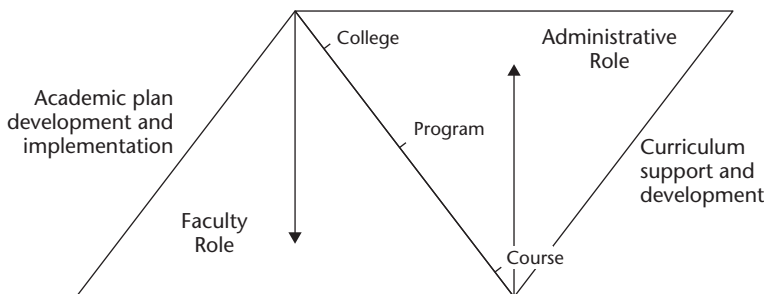 College
Administrative
Role
Academic plan
development and
implementation
Program
Curriculum
support and
development
Faculty
Role
Course